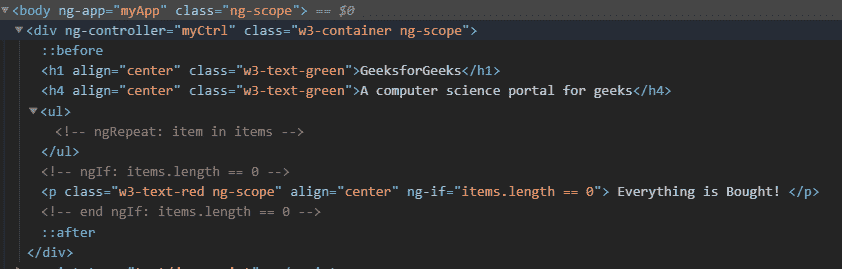 <body ng-app="myApp" class="ng-scope"> == $0
<div ng-controller="myCtrl" class="w3-container ng-scope">
::before
<h1 align="center" class="w3-text-green">GeeksforGeeks</h1>
<h4 align="center" class="w3-text-green">A computer science portal for geeks</h4>
<ul>
<!-- ngRepeat: item in items -->
</ul>
<!-- ngIf: items.length == 0 -->
<p class="w3-text-red ng-scope" align="center" ng-if="items.length == 0"> Everything is Bought! </p>
<!-- end ngIf: items.length == 0 -->
::after
</div>